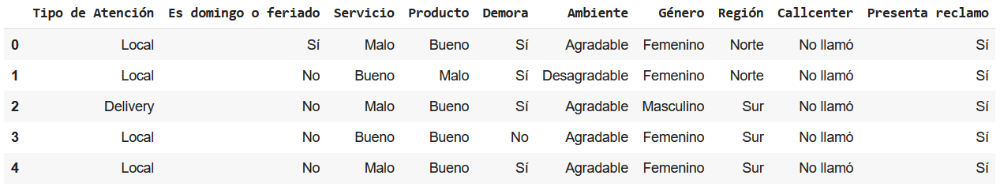 Tipo de Atención Es domingo o feriado Servicio Producto Demora Ambiente Género Región Callcenter Presenta reclamo
0 Local Sí Malo Bueno Sí Agradable Femenino Norte No llamó Sí
1 Local No Bueno Malo Sí Desagradable Femenino Norte No llamó Sí
2 Delivery No Malo Bueno Sí Agradable Masculino Sur No llamó Sí
3 Local No Bueno Bueno No Agradable Femenino Sur No llamó Sí
4 Local No Malo Bueno Sí Agradable Femenino Sur No llamó Sí